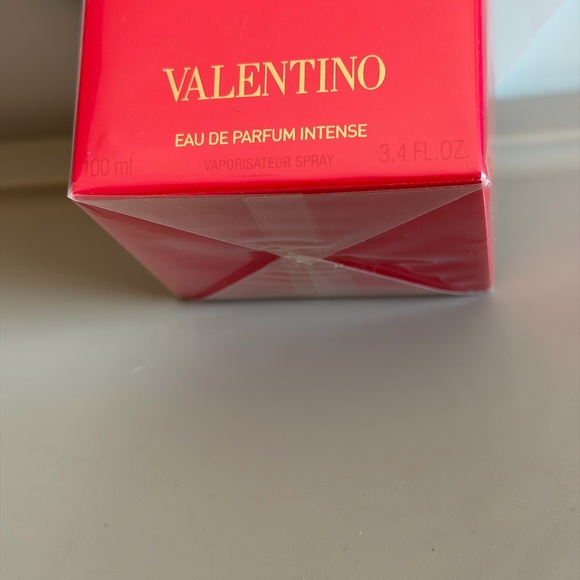 VALENTINO
EAU DE PARFUM INTENSE
100 ml VAPORISATEUR SPRAY 3.4 FL.OZ.